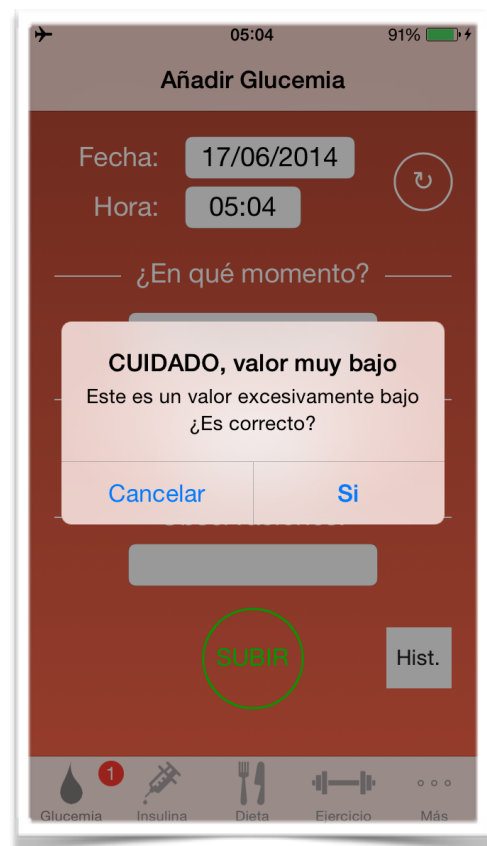 05:04
91%
Añadir Glucemia
Fecha: 17/06/2014
Hora: 05:04
¿En qué momento?
CUIDADO, valor muy bajo
Este es un valor excesivamente bajo
¿Es correcto?
Cancelar Si
SUBIR
Hist.
1
Glucemia Insulina Dieta Ejercicio Más